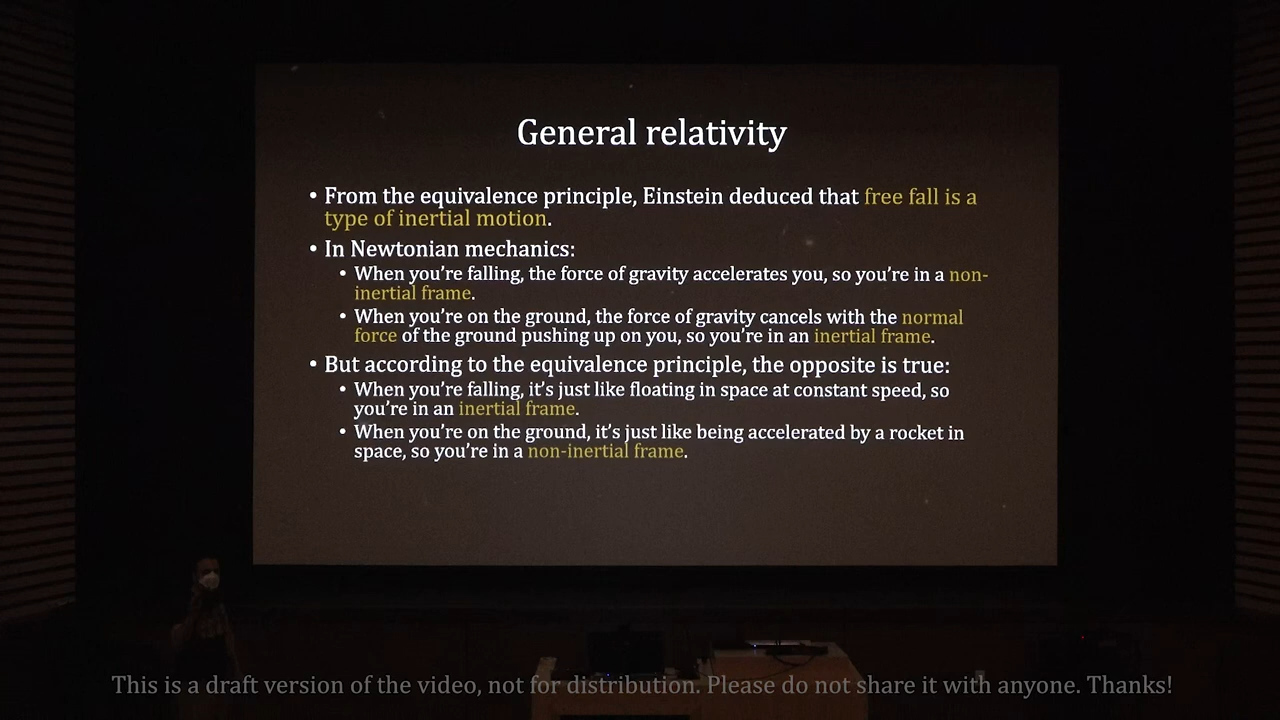 General relativity
• From the equivalence principle, Einstein deduced that free fall is a
type of inertial motion.
• In Newtonian mechanics:
• When you're falling, the force of gravity accelerates you, so you're in a non-
inertial frame.
• When you're on the ground, the force of gravity cancels with the normal
force of the ground pushing up on you, so you're in an inertial frame.
• But according to the equivalence principle, the opposite is true:
• When you're falling, it's just like floating in space at constant speed, so
you're in an inertial frame.
• When you're on the ground, it's just like being accelerated by a rocket in
space, so you're in a non-inertial frame.
This is a draft version of the video, not for distribution. Please do not share it with anyone. Thanks!